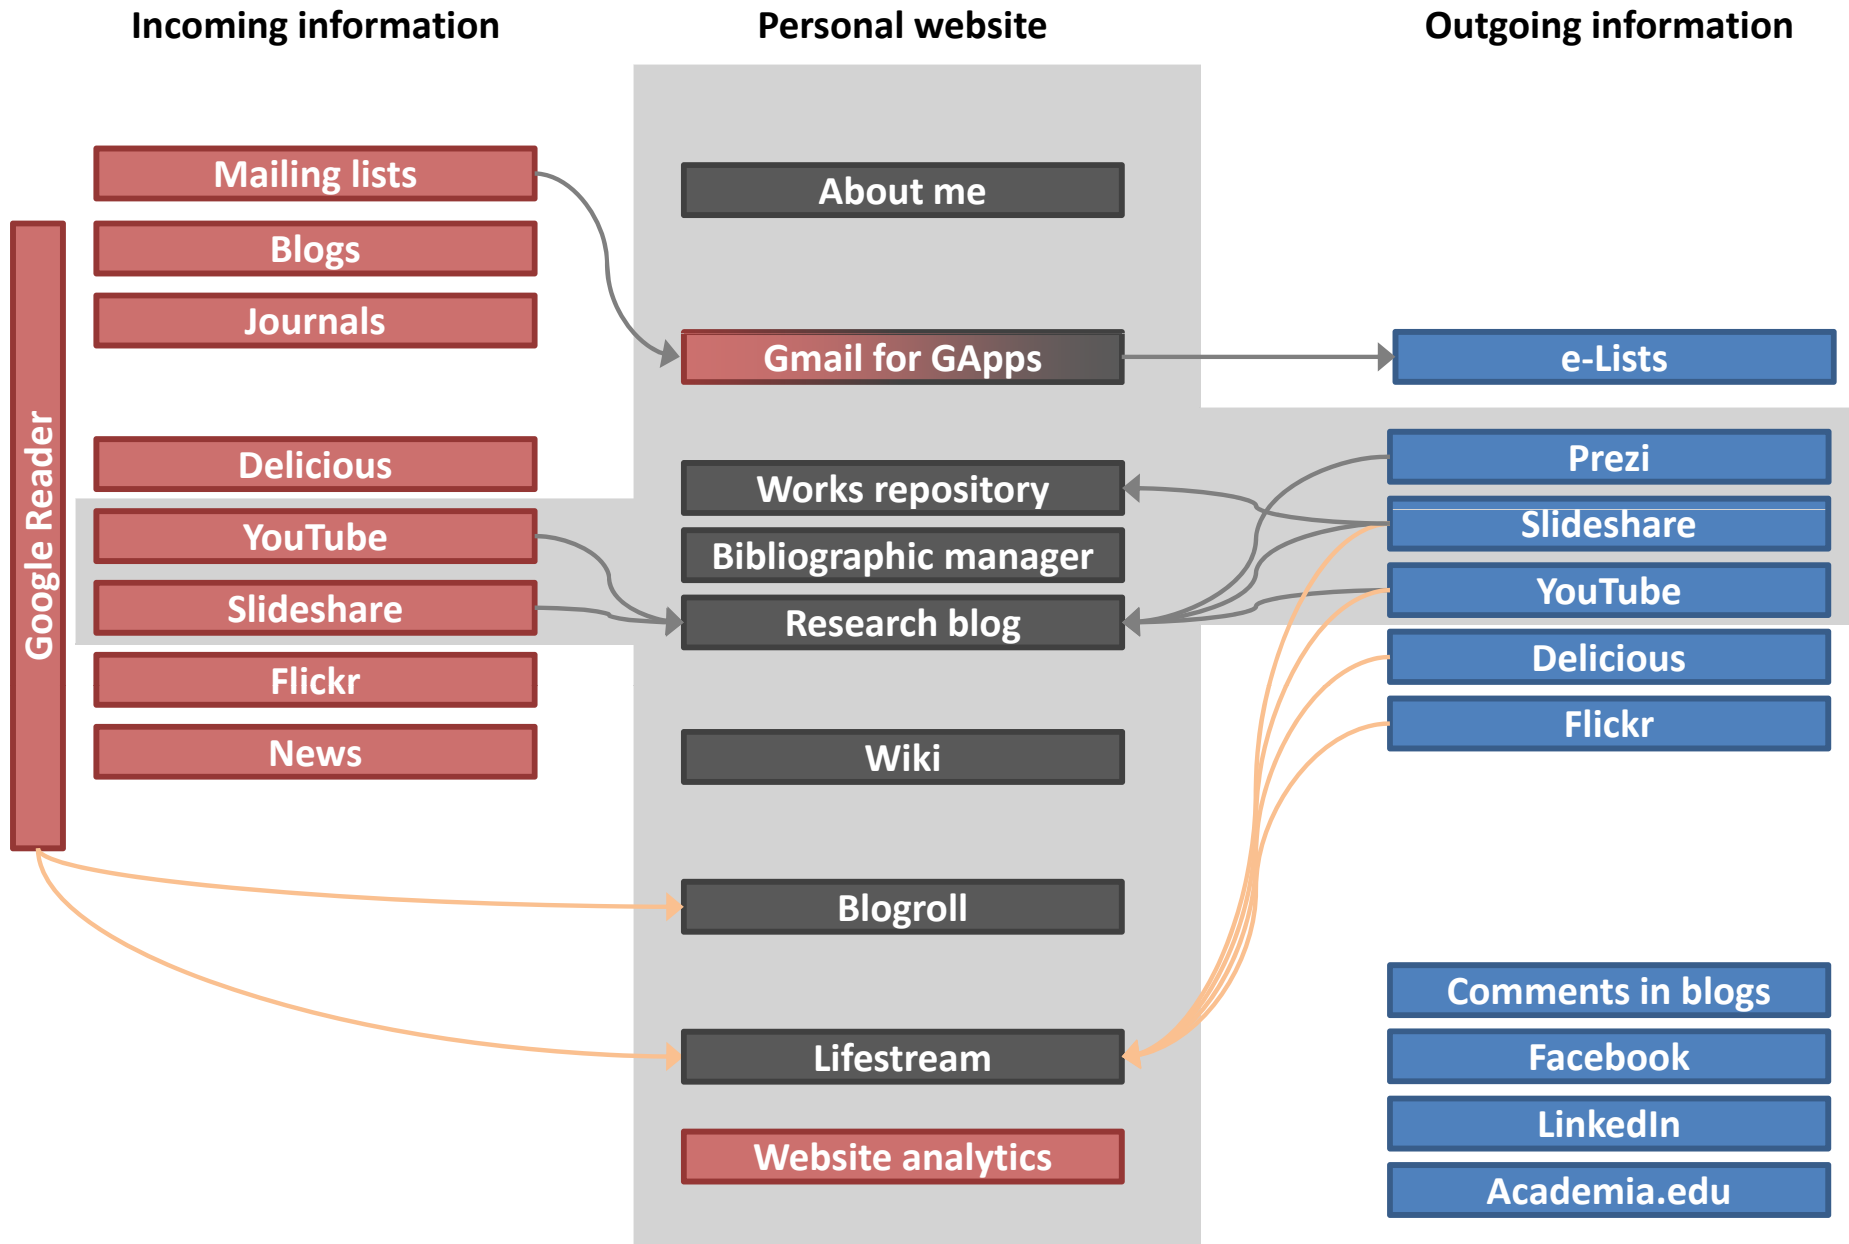 Incoming information
Personal website
Outgoing information
Google Reader
Mailing lists
Blogs
Journals
Delicious
YouTube
Slideshare
Flickr
News
About me
Gmail for GApps
Works repository
Bibliographic manager
Research blog
Wiki
Blogroll
Lifestream
Website analytics
e-Lists
Prezi
Slideshare
YouTube
Delicious
Flickr
Comments in blogs
Facebook
LinkedIn
Academia.edu